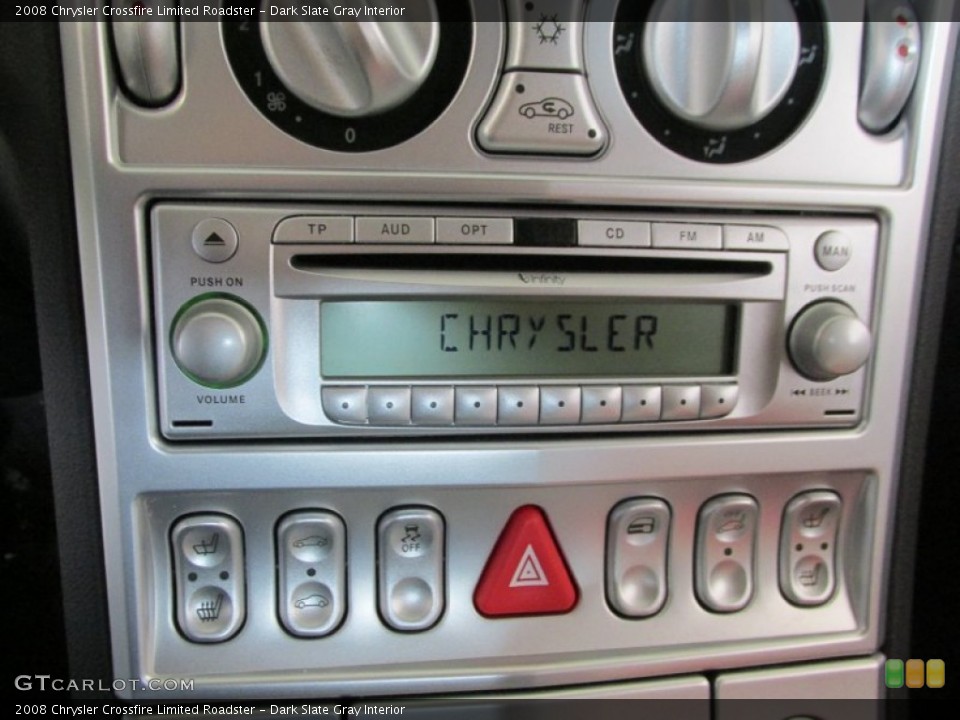 2008 Chrysler Crossfire Limited Roadster – Dark Slate Gray Interior
2
1
0
REST
TP AUD OPT CD FM AM
MAN
PUSH ON
infinity
PUSH SCAN
CHRYSLER
VOLUME
SEEK
OFF
GTCARLOT.COM
2008 Chrysler Crossfire Limited Roadster – Dark Slate Gray Interior